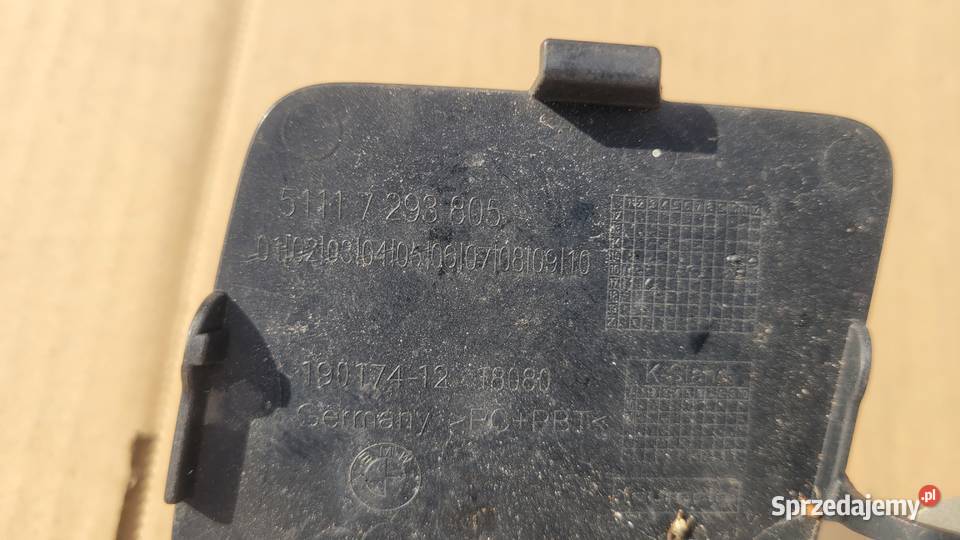 5111 7 293 805
01|02|03|04|05|06|07|08|09|10
190174-12 18080
Germany >PC+PBT<
BMW
Sprzedajemy.pl